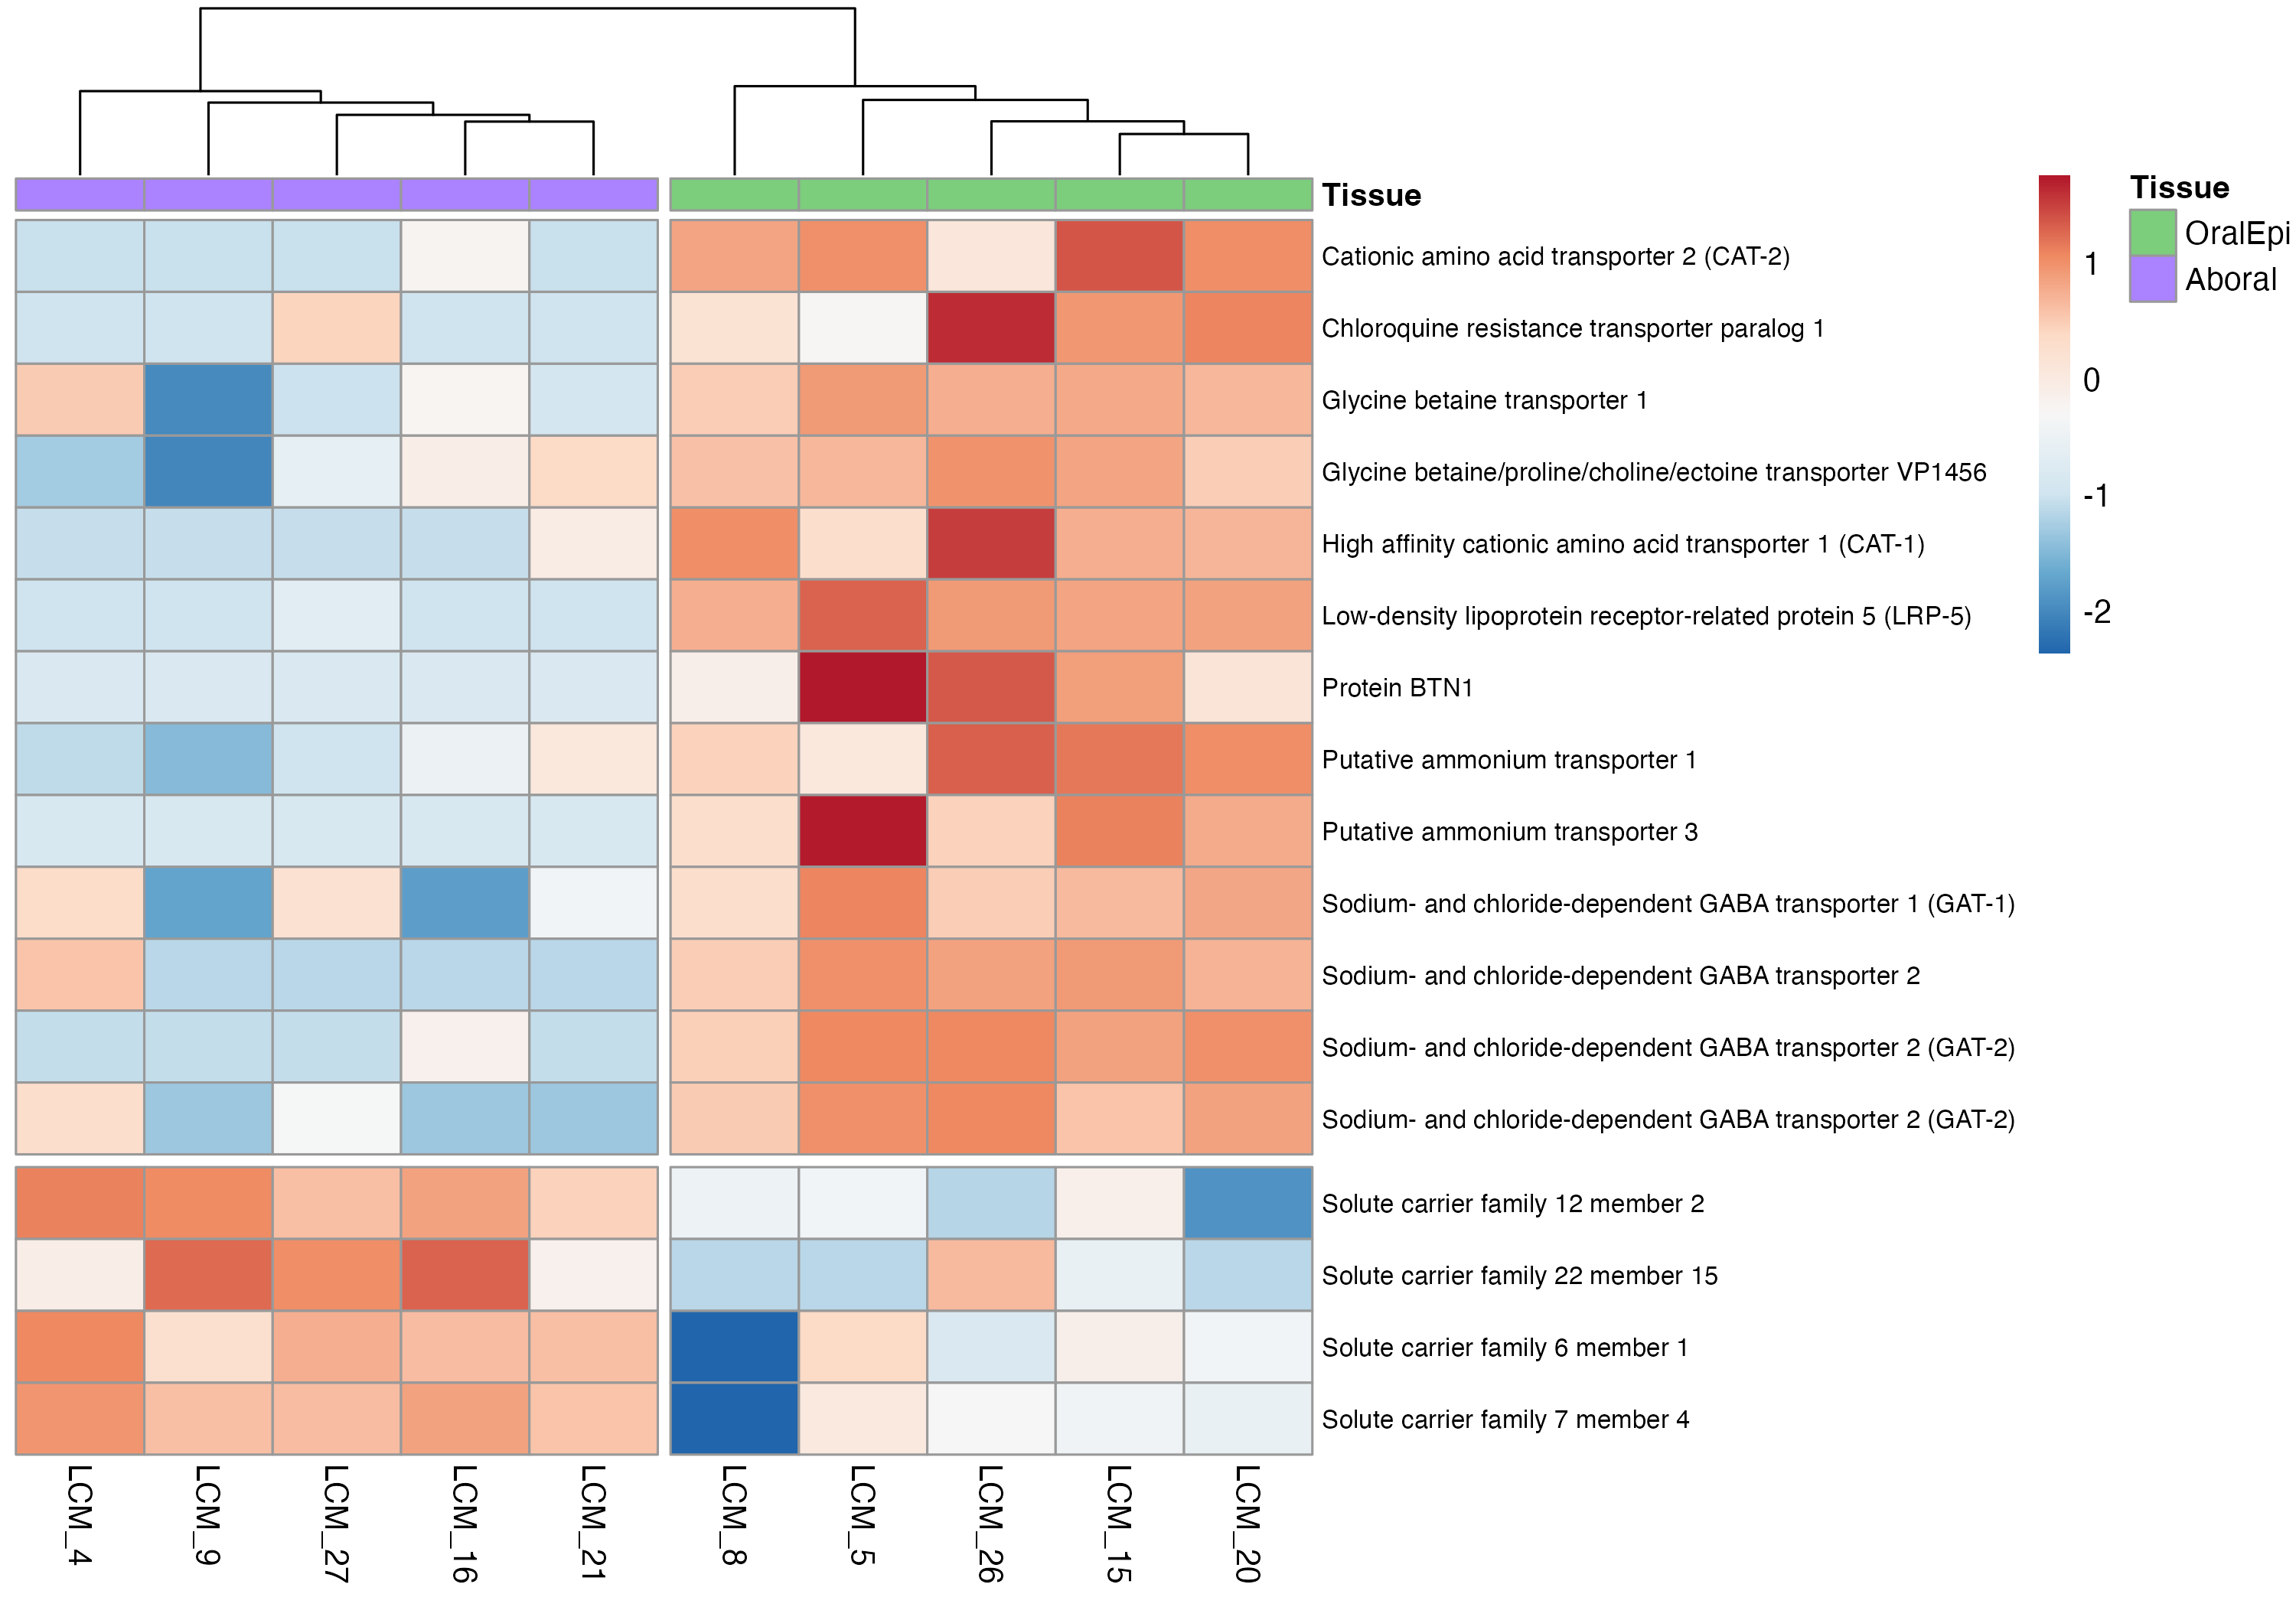 Tissue
Cationic amino acid transporter 2 (CAT-2)
Chloroquine resistance transporter paralog 1
Glycine betaine transporter 1
Glycine betaine/proline/choline/ectoine transporter VP1456
High affinity cationic amino acid transporter 1 (CAT-1)
Low-density lipoprotein receptor-related protein 5 (LRP-5)
Protein BTN1
Putative ammonium transporter 1
Putative ammonium transporter 3
Sodium- and chloride-dependent GABA transporter 1 (GAT-1)
Sodium- and chloride-dependent GABA transporter 2
Sodium- and chloride-dependent GABA transporter 2 (GAT-2)
Sodium- and chloride-dependent GABA transporter 2 (GAT-2)
Solute carrier family 12 member 2
Solute carrier family 22 member 15
Solute carrier family 6 member 1
Solute carrier family 7 member 4
LCM_4
LCM_9
LCM_27
LCM_16
LCM_21
LCM_8
LCM_5
LCM_26
LCM_15
LCM_20
1
0
-1
-2
Tissue
OralEpi
Aboral